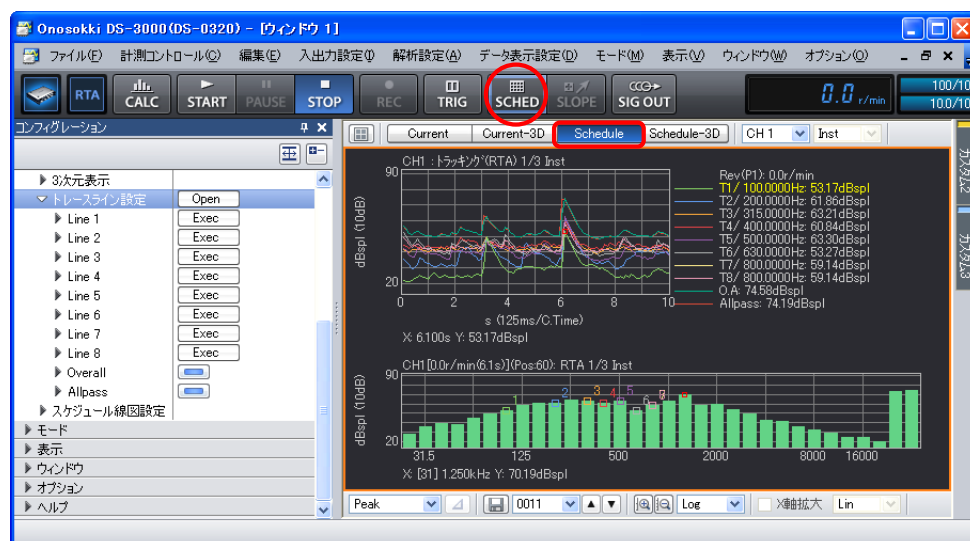 Onosokki DS-3000(DS-0320) - [ウィンドウ 1]
ファイル(F) 計測コントロール(C) 編集(E) 入出力設定(I) 解析設定(A) データ表示設定(D) モード(M) 表示(V) ウィンドウ(W) オプション(O)
RTA CALC START PAUSE STOP REC TRIG SCHED SLOPE SIG OUT 0.0 r/min
100/10
10.0/10
コンフィグレーション
Current Current-3D Schedule Schedule-3D CH 1 Inst
カスタム2
カスタム3
3次元表示
トレースライン設定 Open
Line 1 Exec
Line 2 Exec
Line 3 Exec
Line 4 Exec
Line 5 Exec
Line 6 Exec
Line 7 Exec
Line 8 Exec
Overall
Allpass
スケジュール線図設定
モード
表示
ウィンドウ
オプション
ヘルプ
CH1 : トラッキング(RTA) 1/3 Inst
90
dBspl (10dB)
20
0 2 4 6 8 10
s (125ms/C.Time)
X: 6.100s Y: 53.17dBspl
Rev(P1): 0.0r/min
T1/ 100.0000Hz: 53.17dBspl
T2/ 200.0000Hz: 61.86dBspl
T3/ 315.0000Hz: 63.21dBspl
T4/ 400.0000Hz: 60.84dBspl
T5/ 500.0000Hz: 63.30dBspl
T6/ 630.0000Hz: 53.27dBspl
T7/ 800.0000Hz: 59.14dBspl
T8/ 800.0000Hz: 59.14dBspl
O.A: 74.58dBspl
Allpass: 74.19dBspl
CH1[0.0r/min(6.1s)](Pos:60): RTA 1/3 Inst
90
dBspl (10dB)
20
1 2 3 4 5 6 8
31.5 125 500 2000 8000 16000
X: [31] 1.250kHz Y: 70.19dBspl
Peak 0011 Log X軸拡大 Lin